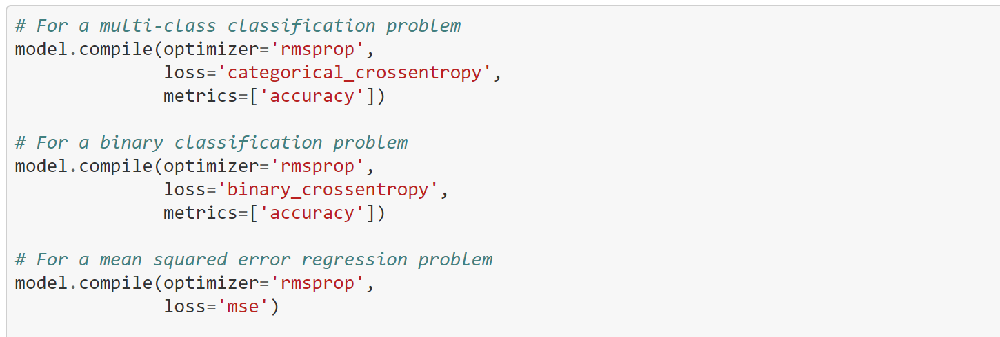 # For a multi-class classification problem
model.compile(optimizer='rmsprop',
              loss='categorical_crossentropy',
              metrics=['accuracy'])

# For a binary classification problem
model.compile(optimizer='rmsprop',
              loss='binary_crossentropy',
              metrics=['accuracy'])

# For a mean squared error regression problem
model.compile(optimizer='rmsprop',
              loss='mse')